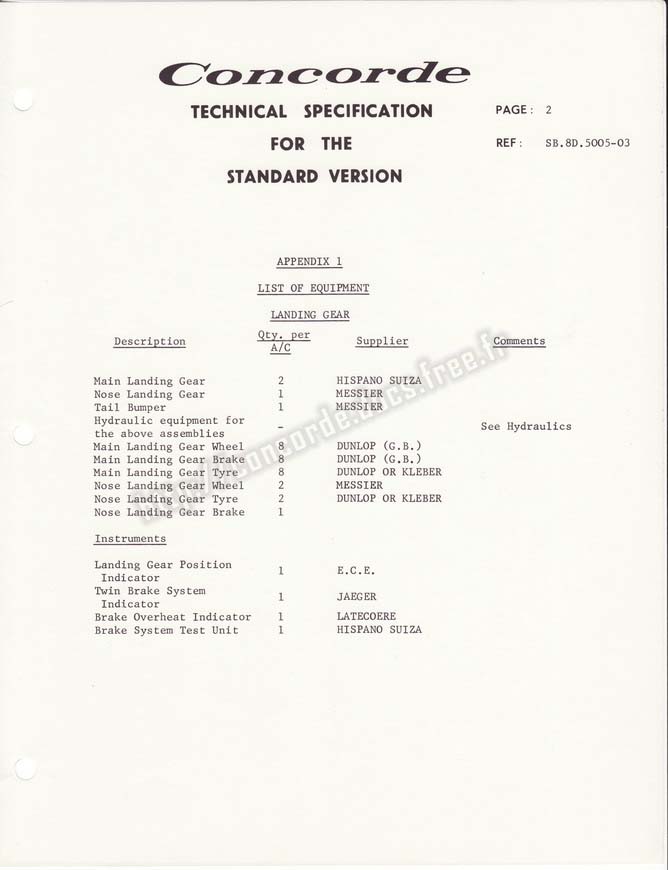 Concorde
TECHNICAL SPECIFICATION PAGE: 2
FOR THE REF: SB.8D.5005-03
STANDARD VERSION
APPENDIX 1
LIST OF EQUIPMENT
LANDING GEAR
Description Qty. per A/C Supplier Comments
Main Landing Gear 2 HISPANO SUIZA
Nose Landing Gear 1 MESSIER
Tail Bumper 1 MESSIER
Hydraulic equipment for
the above assemblies - See Hydraulics
Main Landing Gear Wheel 8 DUNLOP (G.B.)
Main Landing Gear Brake 8 DUNLOP (G.B.)
Main Landing Gear Tyre 8 DUNLOP OR KLEBER
Nose Landing Gear Wheel 2 MESSIER
Nose Landing Gear Tyre 2 DUNLOP OR KLEBER
Nose Landing Gear Brake 1
Instruments
Landing Gear Position
Indicator 1 E.C.E.
Twin Brake System
Indicator 1 JAEGER
Brake Overheat Indicator 1 LATECOERE
Brake System Test Unit 1 HISPANO SUIZA